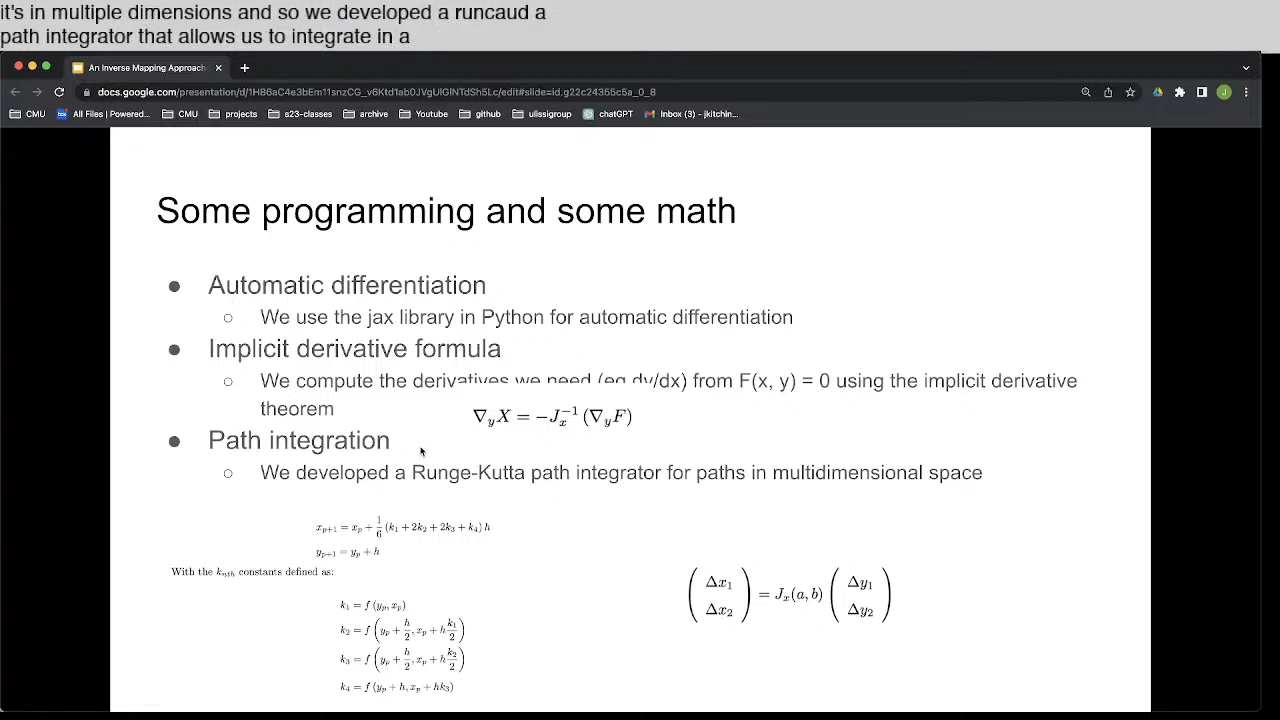 it's in multiple dimensions and so we developed a runcaud a
path integrator that allows us to integrate in a
An Inverse Mapping Approach
docs.google.com/presentation/d/1H86aC4e3bEm11snzCG_v6Ktd1ab0JVgUlGlNTdSh5Lc/edit#slide=id.g22c24365c5a_0_8
CMU All Files | Powered... CMU projects s23-classes archive Youtube github ulissigroup chatGPT Inbox (3) - jkitchin...
Some programming and some math
● Automatic differentiation
○ We use the jax library in Python for automatic differentiation
● Implicit derivative formula
○ We compute the derivatives we need (eg dy/dx) from F(x, y) = 0 using the implicit derivative
theorem
∇_y X = −J_x^{−1} (∇_y F)
● Path integration
○ We developed a Runge-Kutta path integrator for paths in multidimensional space
x_{p+1} = x_p + 1/6 (k_1 + 2k_2 + 2k_3 + k_4) h
y_{p+1} = y_p + h
With the k_{nth} constants defined as:
k_1 = f (y_p, x_p)
k_2 = f (y_p + h/2, x_p + h k_1/2)
k_3 = f (y_p + h/2, x_p + h k_2/2)
k_4 = f (y_p + h, x_p + hk_3)
(Δx_1 Δx_2) = J_x(a, b) (Δy_1 Δy_2)